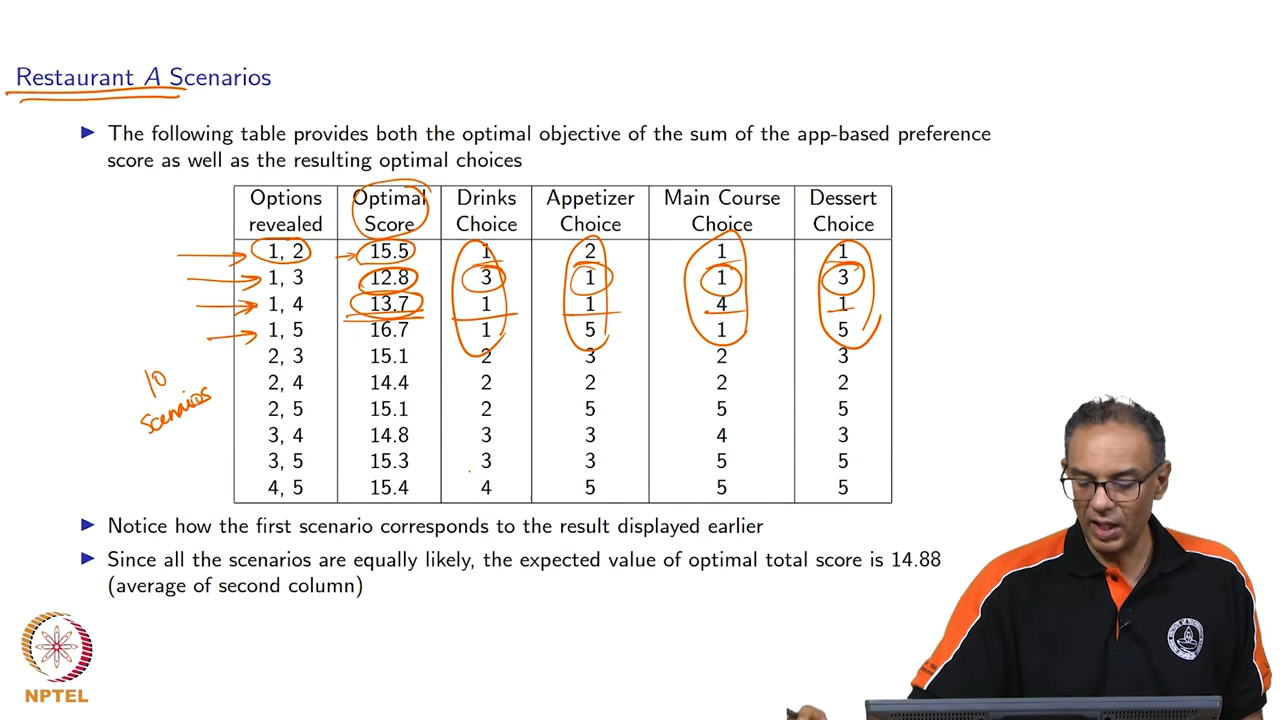 Restaurant A Scenarios
▶ The following table provides both the optimal objective of the sum of the app-based preference
score as well as the resulting optimal choices
Options revealed | Optimal Score | Drinks Choice | Appetizer Choice | Main Course Choice | Dessert Choice
1, 2 | 15.5 | 1 | 2 | 1 | 1
1, 3 | 12.8 | 3 | 1 | 1 | 3
1, 4 | 13.7 | 1 | 1 | 4 | 1
1, 5 | 16.7 | 1 | 5 | 1 | 5
2, 3 | 15.1 | 2 | 3 | 2 | 3
2, 4 | 14.4 | 2 | 2 | 2 | 2
2, 5 | 15.1 | 2 | 5 | 5 | 5
3, 4 | 14.8 | 3 | 3 | 4 | 3
3, 5 | 15.3 | 3 | 3 | 5 | 5
4, 5 | 15.4 | 4 | 5 | 5 | 5
10
scenarios
▶ Notice how the first scenario corresponds to the result displayed earlier
▶ Since all the scenarios are equally likely, the expected value of optimal total score is 14.88
(average of second column)
NPTEL